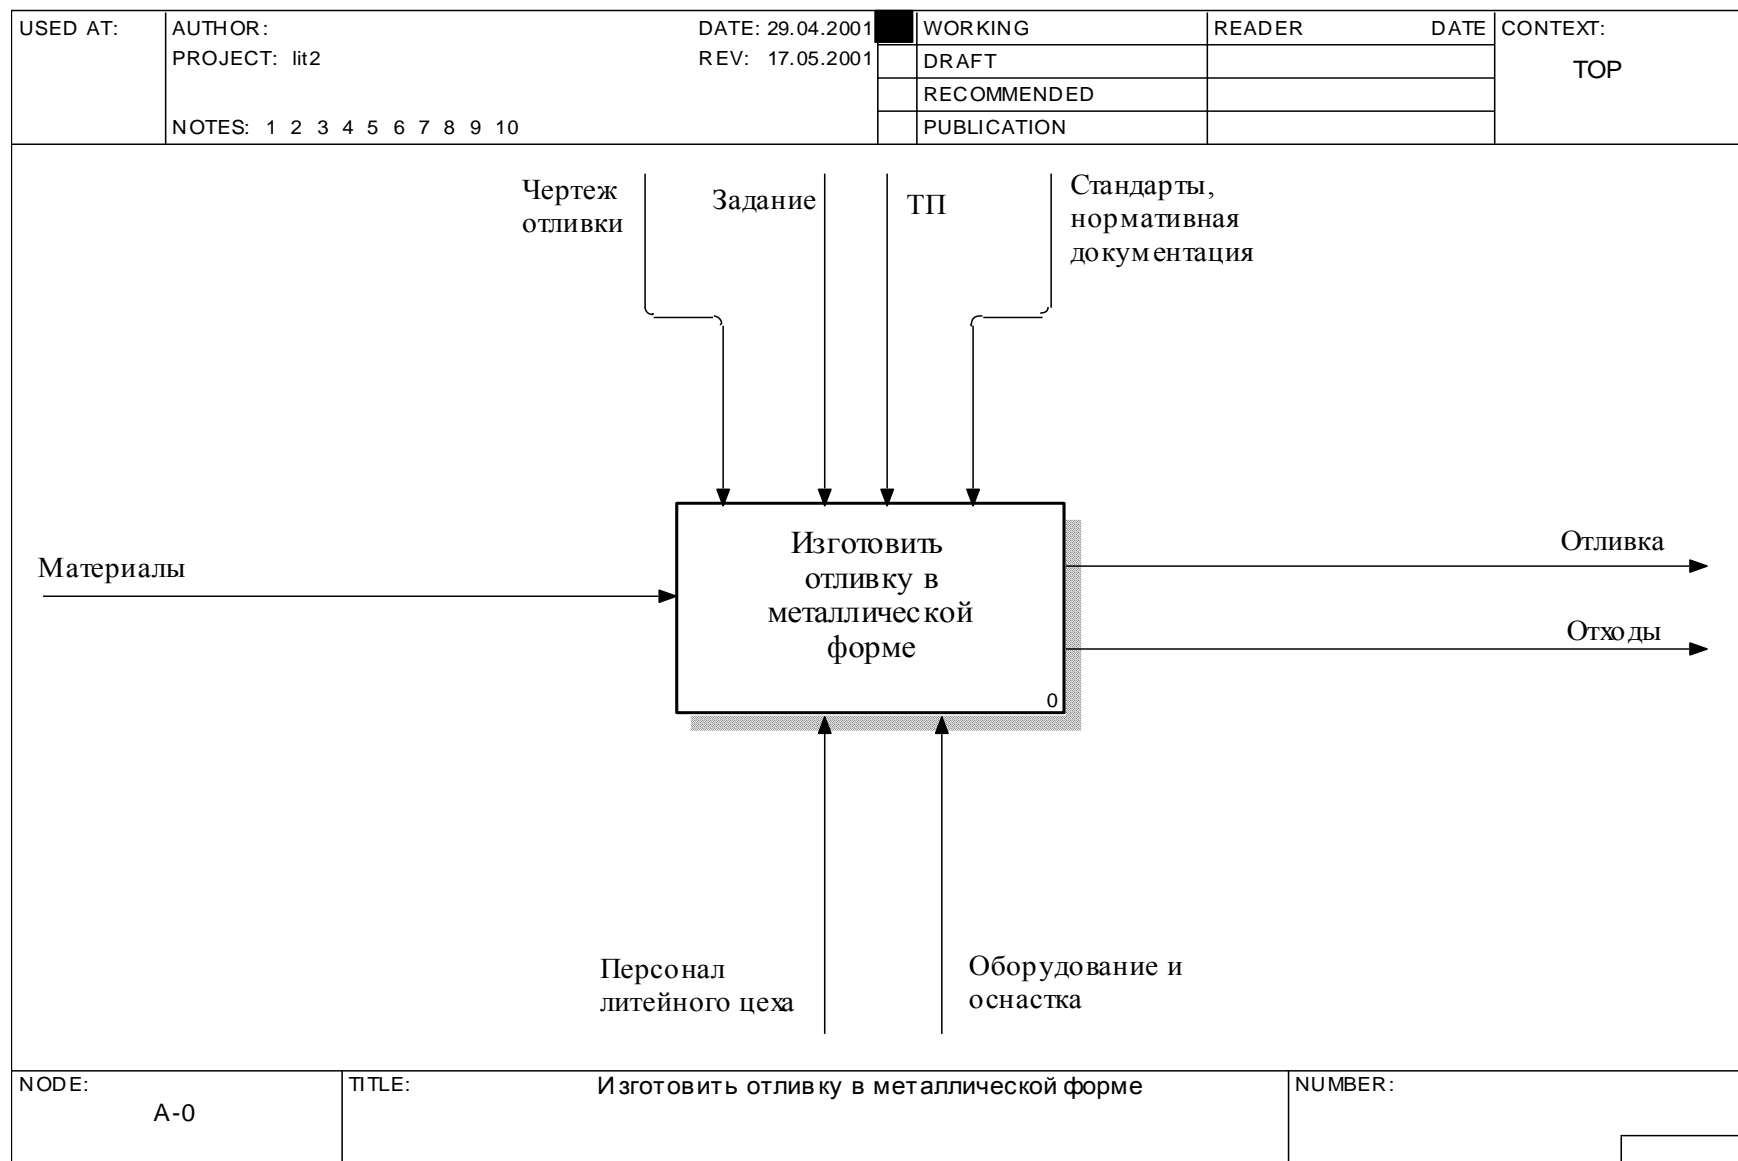 USED AT:
AUTHOR:
DATE: 29.04.2001
WORKING
READER
DATE
CONTEXT:
PROJECT: lit2
REV: 17.05.2001
DRAFT
TOP
RECOMMENDED
NOTES: 1 2 3 4 5 6 7 8 9 10
PUBLICATION
Чертеж
отливки
Задание
ТП
Стандарты,
нормативная
документация
Материалы
Изготовить
отливку в
металлической
форме
0
Отливка
Отходы
Персонал
литейного цеха
Оборудование и
оснастка
NODE:
A-0
TITLE:
Изготовить отливку в металлической форме
NUMBER: